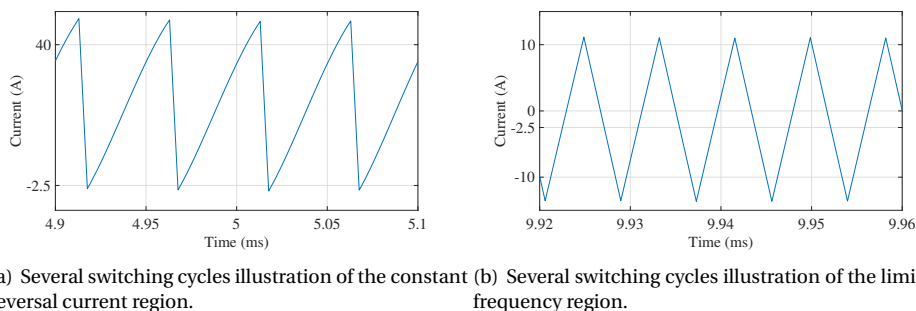 40
-2.5
Current (A)
4.9
4.95
5
5.05
5.1
Time (ms)
10
0
-2.5
-10
Current (A)
9.92
9.93
9.94
9.95
9.96
Time (ms)
a) Several switching cycles illustration of the constant
eversal current region.
(b) Several switching cycles illustration of the limi
frequency region.